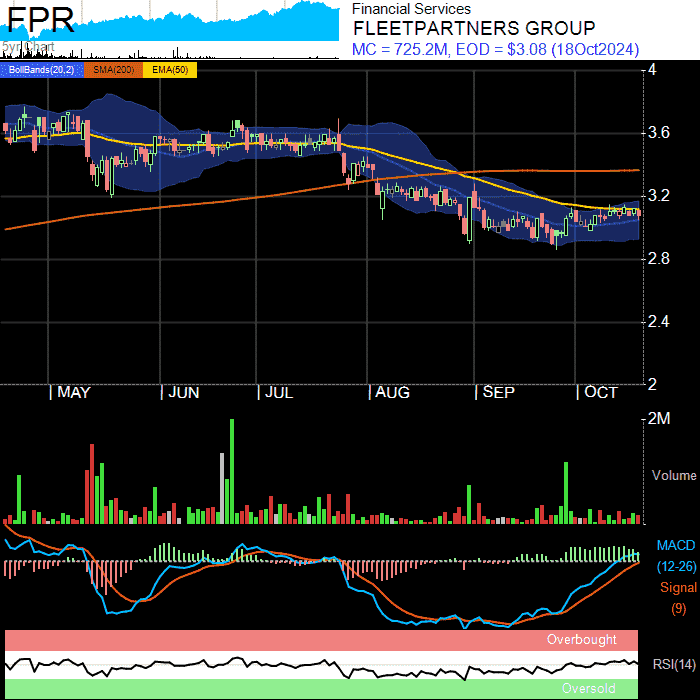 FPR
5yr Chart
Financial Services
FLEETPARTNERS GROUP
MC = 725.2M, EOD = $3.08 (18Oct2024)
BollBands(20,2) SMA(200) EMA(50)
4
3.6
3.2
2.8
2.4
2
MAY JUN JUL AUG SEP OCT
2M
Volume
MACD
(12-26)
Signal
(9)
Overbought
RSI(14)
Oversold